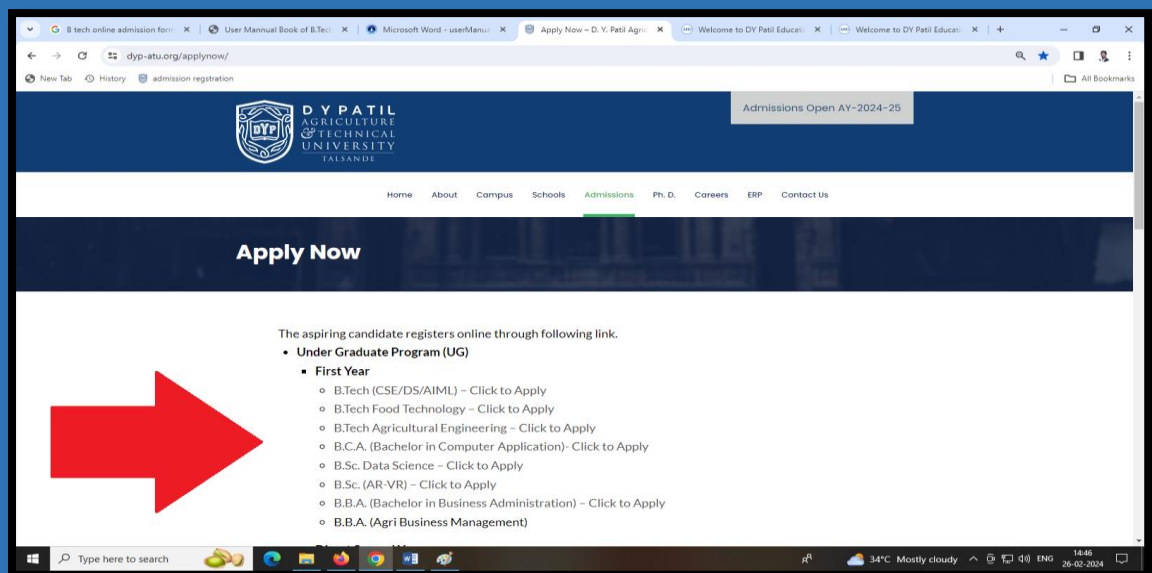 B tech online admission form
User Mannual Book of B.Tech
Microsoft Word - userManua
Apply Now – D. Y. Patil Agric
Welcome to DY Patil Educati
Welcome to DY Patil Educati
dyp-atu.org/applynow/
New Tab History admission regstration All Bookmarks
DYP
D Y PATIL
AGRICULTURE
& TECHNICAL
UNIVERSITY
TALSANDE
Admissions Open AY-2024-25
Home About Campus Schools Admissions Ph. D. Careers ERP Contact Us
Apply Now
The aspiring candidate registers online through following link.
• Under Graduate Program (UG)
▪ First Year
◦ B.Tech (CSE/DS/AIML) – Click to Apply
◦ B.Tech Food Technology – Click to Apply
◦ B.Tech Agricultural Engineering – Click to Apply
◦ B.C.A. (Bachelor in Computer Application)- Click to Apply
◦ B.Sc. Data Science – Click to Apply
◦ B.Sc. (AR-VR) – Click to Apply
◦ B.B.A. (Bachelor in Business Administration) – Click to Apply
◦ B.B.A. (Agri Business Management)
Type here to search
34°C Mostly cloudy
ENG
14:46
26-02-2024